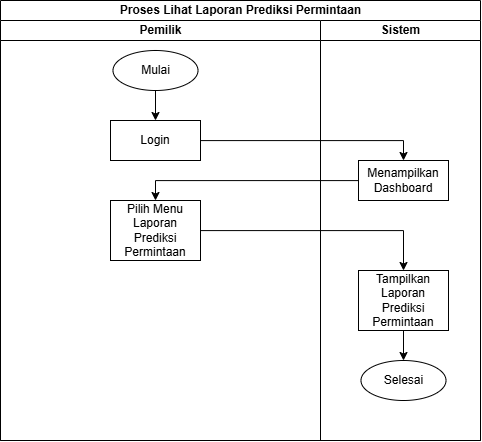 Proses Lihat Laporan Prediksi Permintaan
Pemilik
Sistem
Mulai
Login
Menampilkan
Dashboard
Pilih Menu
Laporan
Prediksi
Permintaan
Tampilkan
Laporan
Prediksi
Permintaan
Selesai